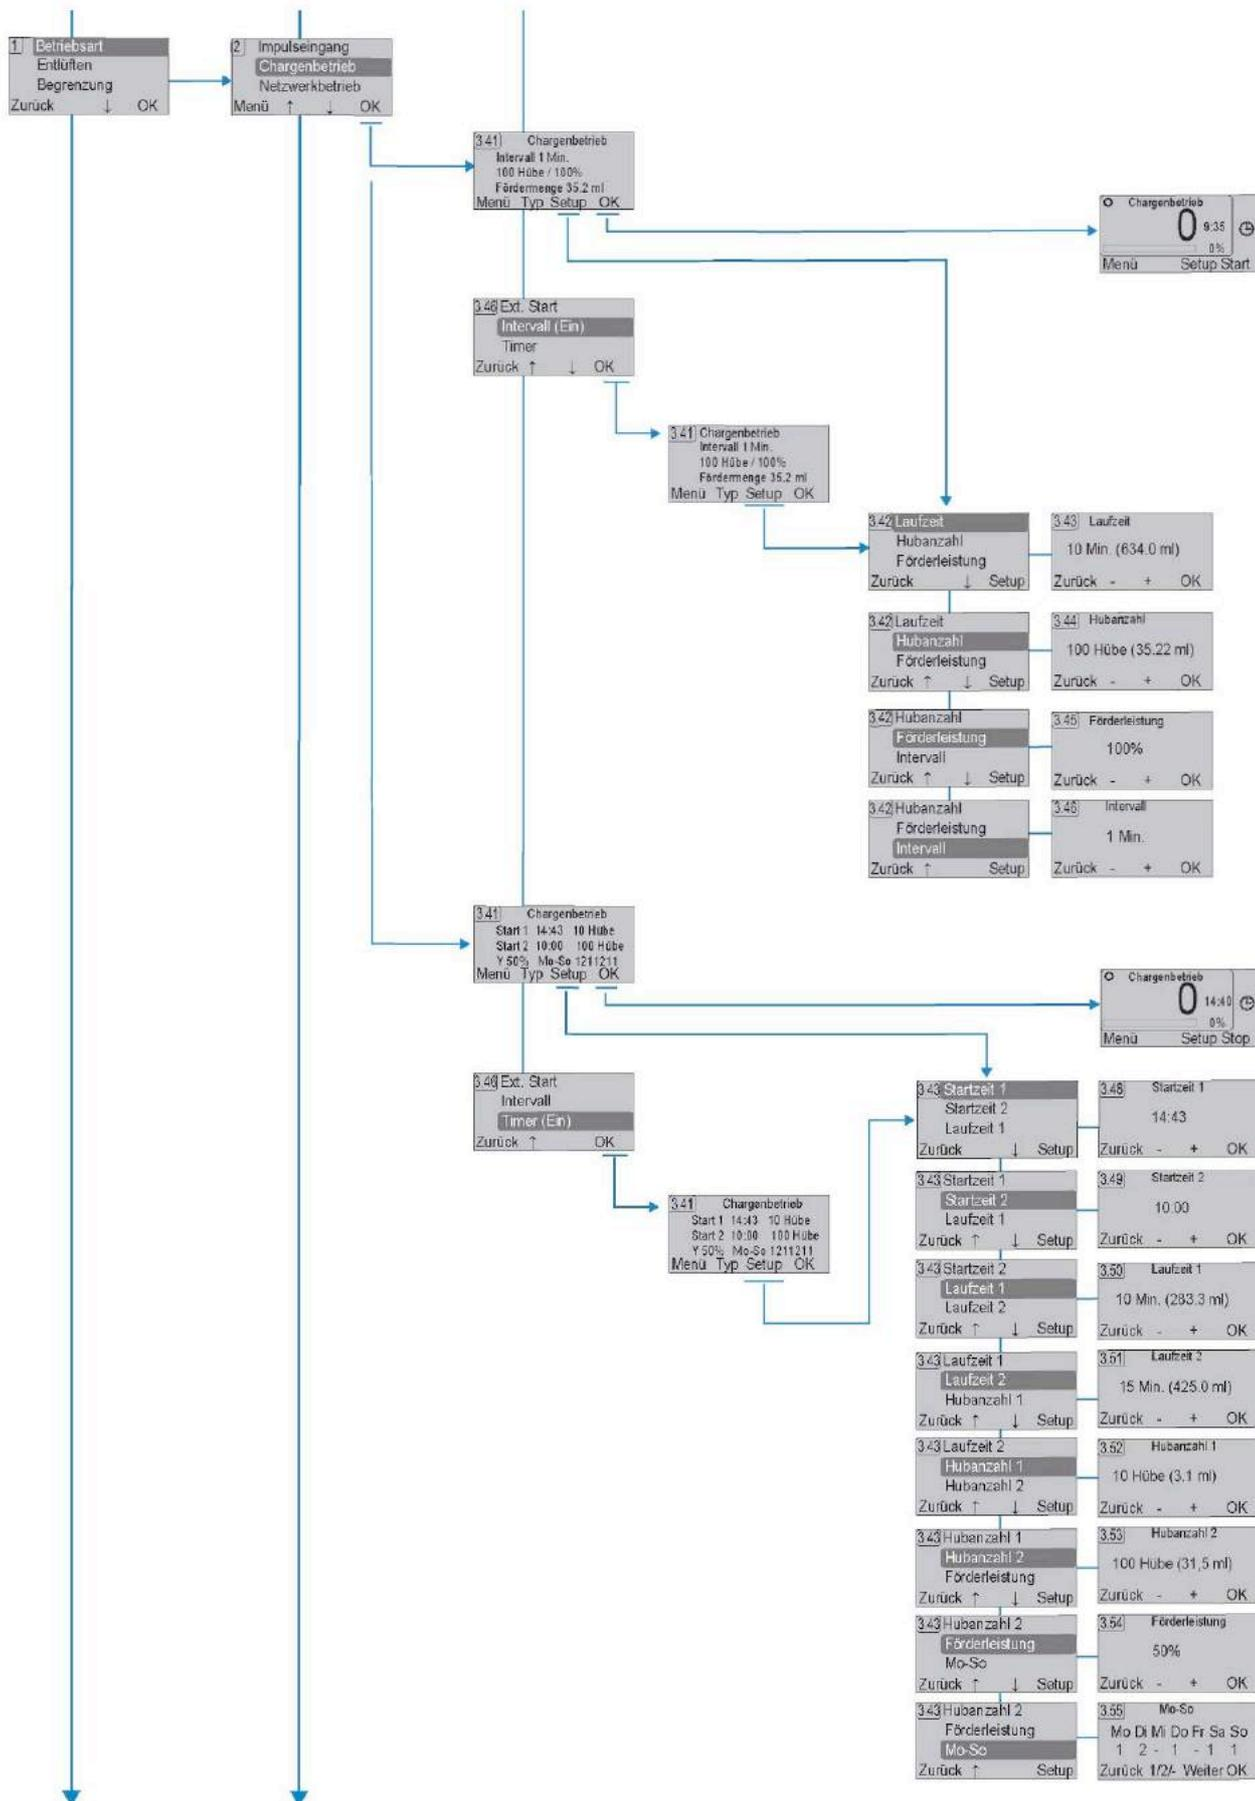 1 Betriebsart
Entlüften
Begrenzung
Zurück ↓ OK
2 Impulseingang
Chargenbetrieb
Netzwerkbetrieb
Menü ↑ ↓ OK
3.41 Chargenbetrieb
Intervall 1 Min.
100 Hübe / 100%
Fördermenge 35.2 ml
Menü Typ Setup OK
Chargenbetrieb
0 9:35
0%
Menü Setup Start
3.46 Ext. Start
Intervall (Ein)
Timer
Zurück ↑ ↓ OK
3.41 Chargenbetrieb
Intervall 1 Min.
100 Hübe / 100%
Fördermenge 35.2 ml
Menü Typ Setup OK
3.42 Laufzeit
Hubanzahl
Förderleistung
Zurück ↓ Setup
3.43 Laufzeit
10 Min. (634.0 ml)
Zurück - + OK
3.42 Laufzeit
Hubanzahl
Förderleistung
Zurück ↑ ↓ Setup
3.44 Hubanzahl
100 Hübe (35.22 ml)
Zurück - + OK
3.42 Hubanzahl
Förderleistung
Intervall
Zurück ↑ ↓ Setup
3.45 Förderleistung
100%
Zurück - + OK
3.42 Hubanzahl
Förderleistung
Intervall
Zurück ↑ Setup
3.46 Intervall
1 Min.
Zurück - + OK
3.41 Chargenbetrieb
Start 1 14:43 10 Hübe
Start 2 10:00 100 Hübe
Y 50% Mo-So 1211211
Menü Typ Setup OK
Chargenbetrieb
0 14:40
0%
Menü Setup Stop
3.46 Ext. Start
Intervall
Timer (Ein)
Zurück ↑ OK
3.41 Chargenbetrieb
Start 1 14:43 10 Hübe
Start 2 10:00 100 Hübe
Y 50% Mo-So 1211211
Menü Typ Setup OK
3.43 Startzeit 1
Startzeit 2
Laufzeit 1
Zurück ↓ Setup
3.48 Startzeit 1
14:43
Zurück - + OK
3.43 Startzeit 1
Startzeit 2
Laufzeit 1
Zurück ↑ ↓ Setup
3.49 Startzeit 2
10:00
Zurück - + OK
3.43 Startzeit 2
Laufzeit 1
Laufzeit 2
Zurück ↑ ↓ Setup
3.50 Laufzeit 1
10 Min. (283.3 ml)
Zurück - + OK
3.43 Laufzeit 1
Laufzeit 2
Hubanzahl 1
Zurück ↑ ↓ Setup
3.51 Laufzeit 2
15 Min. (425.0 ml)
Zurück - + OK
3.43 Laufzeit 2
Hubanzahl 1
Hubanzahl 2
Zurück ↑ ↓ Setup
3.52 Hubanzahl 1
10 Hübe (3.1 ml)
Zurück - + OK
3.43 Hubanzahl 1
Hubanzahl 2
Förderleistung
Zurück ↑ ↓ Setup
3.53 Hubanzahl 2
100 Hübe (31,5 ml)
Zurück - + OK
3.43 Hubanzahl 2
Förderleistung
Mo-So
Zurück ↑ ↓ Setup
3.54 Förderleistung
50%
Zurück - + OK
3.43 Hubanzahl 2
Förderleistung
Mo-So
Zurück ↑ Setup
3.55 Mo-So
Mo Di Mi Do Fr Sa So
1 2 - 1 - 1 1
Zurück 1/2/- Weiter OK